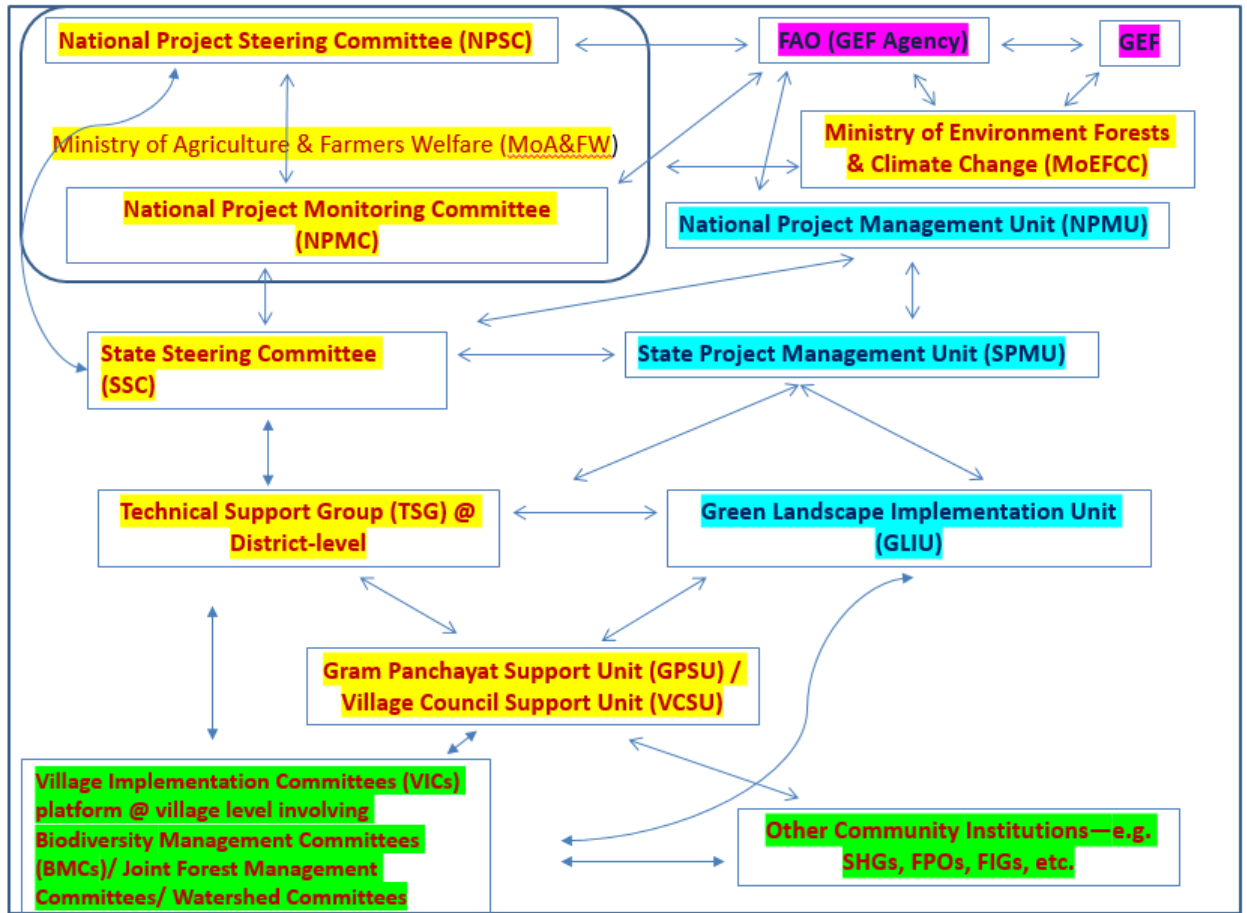 National Project Steering Committee (NPSC)
FAO (GEF Agency)
GEF
Ministry of Agriculture & Farmers Welfare (MoA&FW)
Ministry of Environment Forests
& Climate Change (MoEFCC)
National Project Monitoring Committee
(NPMC)
National Project Management Unit (NPMU)
State Steering Committee
(SSC)
State Project Management Unit (SPMU)
Technical Support Group (TSG) @
District-level
Green Landscape Implementation Unit
(GLIU)
Gram Panchayat Support Unit (GPSU) /
Village Council Support Unit (VCSU)
Village Implementation Committees (VICs)
platform @ village level involving
Biodiversity Management Committees
(BMCs)/ Joint Forest Management
Committees/ Watershed Committees
Other Community Institutions—e.g.
SHGs, FPOs, FIGs, etc.